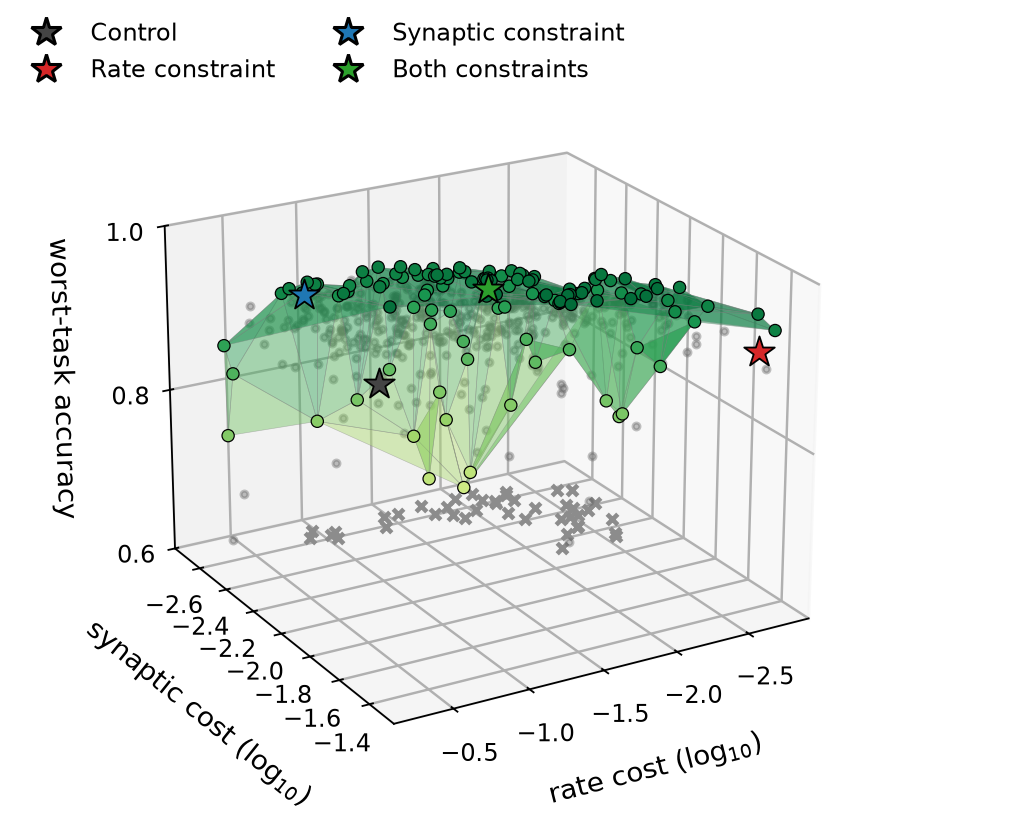 Control
Rate constraint
Synaptic constraint
Both constraints
worst-task accuracy
1.0
0.8
0.6
−2.6
−2.4
−2.2
−2.0
−1.8
−1.6
−1.4
synaptic cost (log₁₀)
−0.5
−1.0
−1.5
−2.0
−2.5
rate cost (log₁₀)